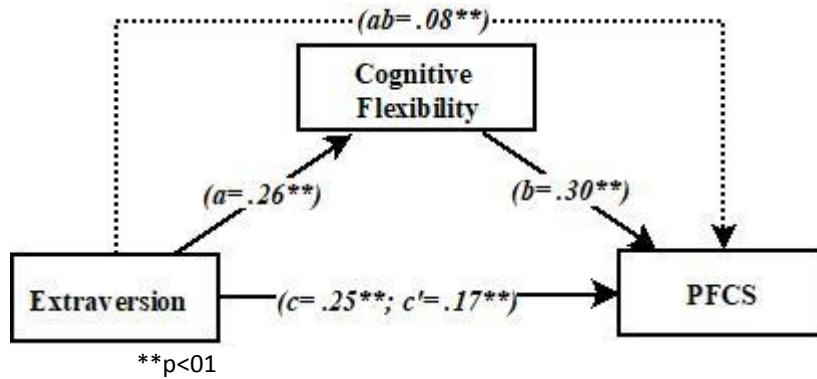 (ab= .08**)
Cognitive
Flexibility
(a= .26**)
(b= .30**)
Extraversion
(c= .25**; c'= .17**)
PFCS
**p<01